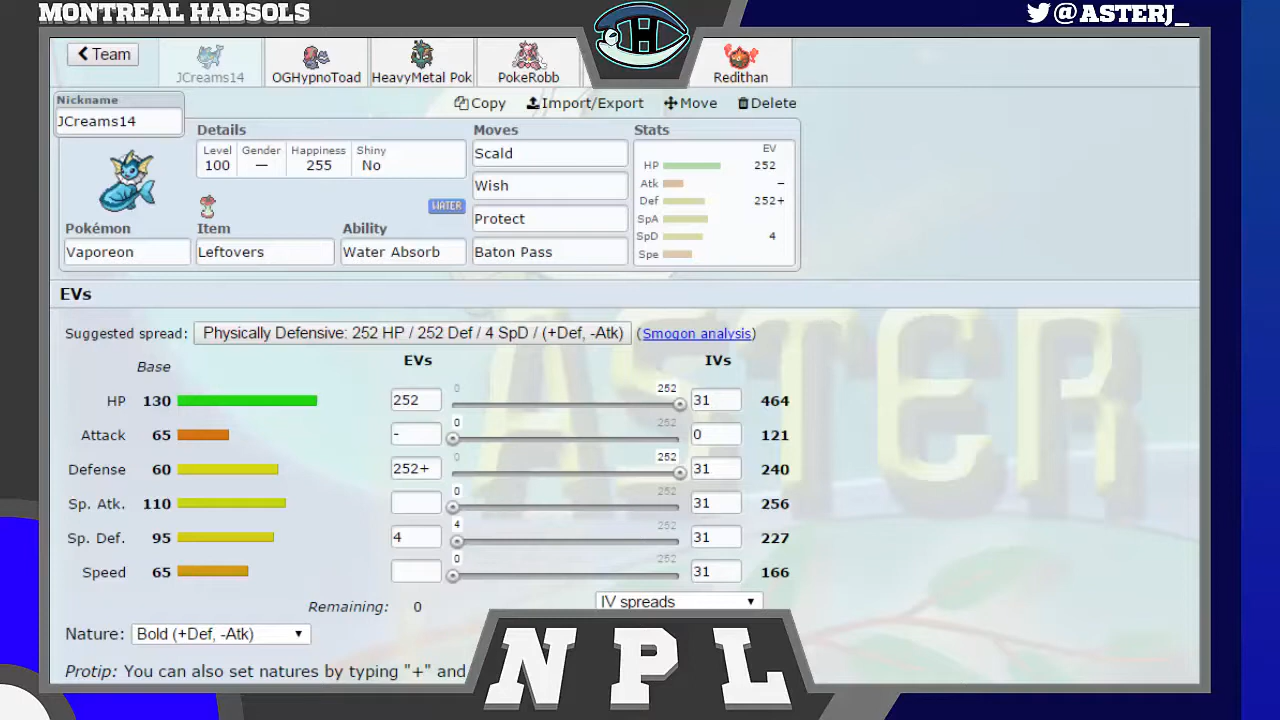 MONTREAL HABSOLS
@ASTERJ_
Team
JCreams14
OGHypnoToad
HeavyMetal Pok
PokeRobb
H
Redithan
Nickname
JCreams14
Copy
Import/Export
Move
Delete
Details
Level
100
Gender
—
Happiness
255
Shiny
No
WATER
Pokémon
Vaporeon
Item
Leftovers
Ability
Water Absorb
Moves
Scald
Wish
Protect
Baton Pass
Stats
EV
HP 252
Atk –
Def 252+
SpA
SpD 4
Spe
EVs
Suggested spread: Physically Defensive: 252 HP / 252 Def / 4 SpD / (+Def, -Atk) (Smogon analysis)
Base EVs IVs
HP 130 252 0 252 31 464
Attack 65 - 0 252 0 121
Defense 60 252+ 0 252 31 240
Sp. Atk. 110 0 252 31 256
Sp. Def. 95 4 4 252 31 227
Speed 65 0 252 31 166
Remaining: 0
IV spreads
Nature: Bold (+Def, -Atk)
Protip: You can also set natures by typing "+" and
ASTER
NPL